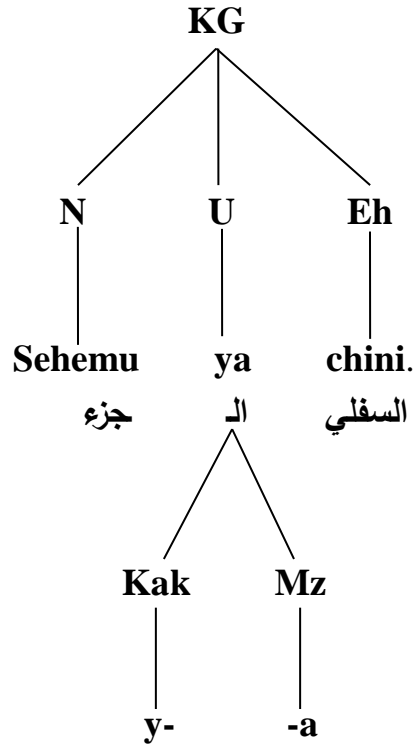 KG
N U Eh
Sehemu ya chini.
جزء الـ السفلي
Kak Mz
y- -a